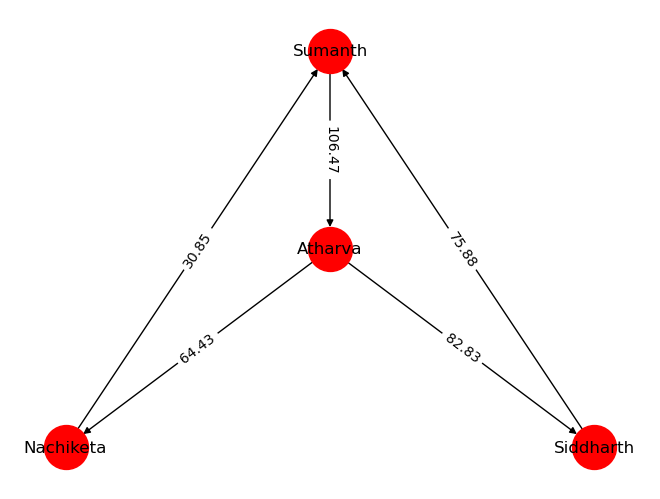 Sumanth
106.47
Atharva
30.85
75.88
64.43
82.83
Nachiketa
Siddharth